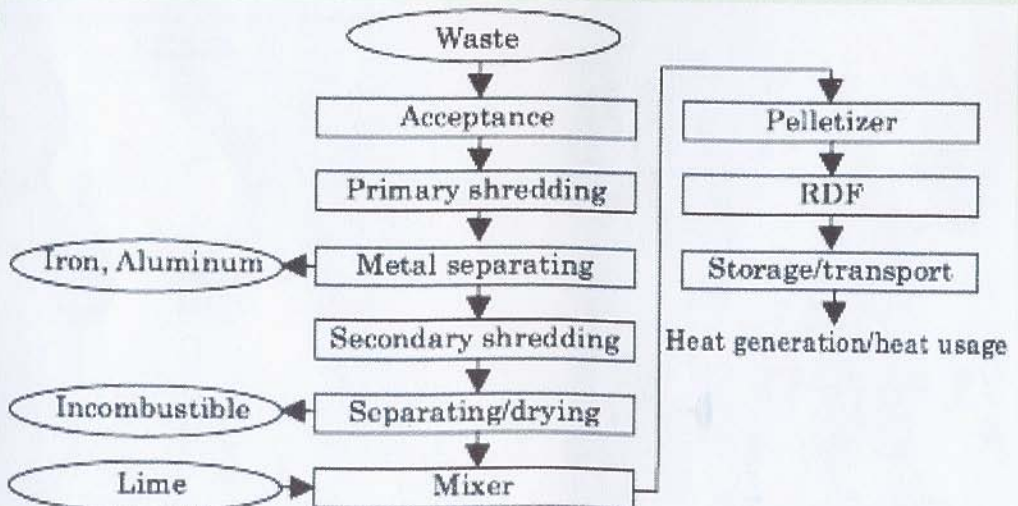 Waste
Acceptance
Primary shredding
Iron, Aluminum
Metal separating
Secondary shredding
Incombustible
Separating/drying
Lime
Mixer
Pelletizer
RDF
Storage/transport
Heat generation/heat usage